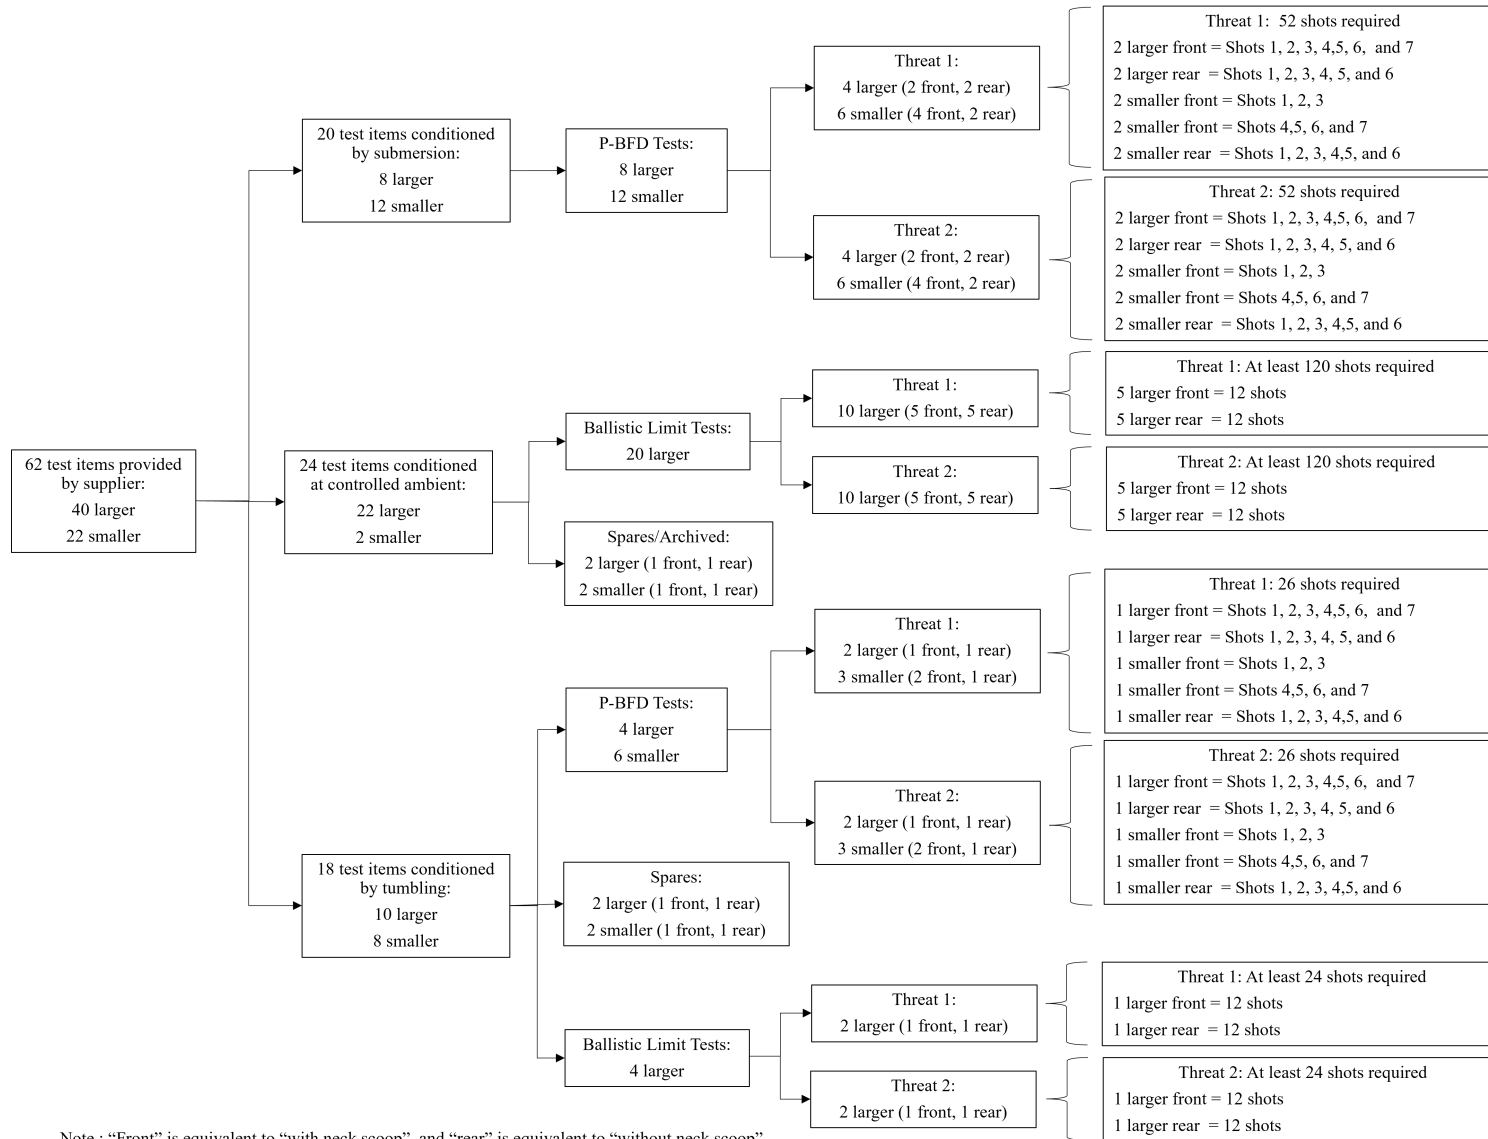 62 test items provided
by supplier:
40 larger
22 smaller
20 test items conditioned
by submersion:
8 larger
12 smaller
P-BFD Tests:
8 larger
12 smaller
Threat 1:
4 larger (2 front, 2 rear)
6 smaller (4 front, 2 rear)
Threat 1:  52 shots required
2 larger front = Shots 1, 2, 3, 4,5, 6,  and 7
2 larger rear  = Shots 1, 2, 3, 4, 5, and 6
2 smaller front = Shots 1, 2, 3
2 smaller front = Shots 4,5, 6, and 7
2 smaller rear  = Shots 1, 2, 3, 4,5, and 6
Threat 2:
4 larger (2 front, 2 rear)
6 smaller (4 front, 2 rear)
Threat 2: 52 shots required
2 larger front = Shots 1, 2, 3, 4,5, 6,  and 7
2 larger rear  = Shots 1, 2, 3, 4, 5, and 6
2 smaller front = Shots 1, 2, 3
2 smaller front = Shots 4,5, 6, and 7
2 smaller rear  = Shots 1, 2, 3, 4,5, and 6
24 test items conditioned
at controlled ambient:
22 larger
2 smaller
Ballistic Limit Tests:
20 larger
Threat 1:
10 larger (5 front, 5 rear)
Threat 1: At least 120 shots required
5 larger front = 12 shots
5 larger rear  = 12 shots
Threat 2:
10 larger (5 front, 5 rear)
Threat 2: At least 120 shots required
5 larger front = 12 shots
5 larger rear  = 12 shots
Spares/Archived:
2 larger (1 front, 1 rear)
2 smaller (1 front, 1 rear)
18 test items conditioned
by tumbling:
10 larger
8 smaller
P-BFD Tests:
4 larger
6 smaller
Threat 1:
2 larger (1 front, 1 rear)
3 smaller (2 front, 1 rear)
Threat 1: 26 shots required
1 larger front = Shots 1, 2, 3, 4,5, 6,  and 7
1 larger rear  = Shots 1, 2, 3, 4, 5, and 6
1 smaller front = Shots 1, 2, 3
1 smaller front = Shots 4,5, 6, and 7
1 smaller rear  = Shots 1, 2, 3, 4,5, and 6
Threat 2:
2 larger (1 front, 1 rear)
3 smaller (2 front, 1 rear)
Threat 2: 26 shots required
1 larger front = Shots 1, 2, 3, 4,5, 6,  and 7
1 larger rear  = Shots 1, 2, 3, 4, 5, and 6
1 smaller front = Shots 1, 2, 3
1 smaller front = Shots 4,5, 6, and 7
1 smaller rear  = Shots 1, 2, 3, 4,5, and 6
Spares:
2 larger (1 front, 1 rear)
2 smaller (1 front, 1 rear)
Ballistic Limit Tests:
4 larger
Threat 1:
2 larger (1 front, 1 rear)
Threat 1: At least 24 shots required
1 larger front = 12 shots
1 larger rear  = 12 shots
Threat 2:
2 larger (1 front, 1 rear)
Threat 2: At least 24 shots required
1 larger front = 12 shots
1 larger rear  = 12 shots
Note : “Front” is equivalent to “with neck scoop”, and “rear” is equivalent to “without neck scoop”